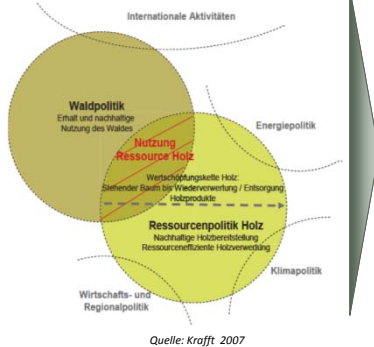 Internationale Aktivitäten
Waldpolitik
Erhalt und nachhaltige
Nutzung des Waldes
Energiepolitik
Nutzung
Ressource Holz
Wertschöpfungskette Holz:
Stehender Baum bis Wiederverwertung / Entsorgung
Holzprodukte
Ressourcenpolitik Holz
Nachhaltige Holzbereitstellung
Ressourceneffiziente Holzverwertung
Klimapolitik
Wirtschafts- und
Regionalpolitik
Quelle: Krafft 2007